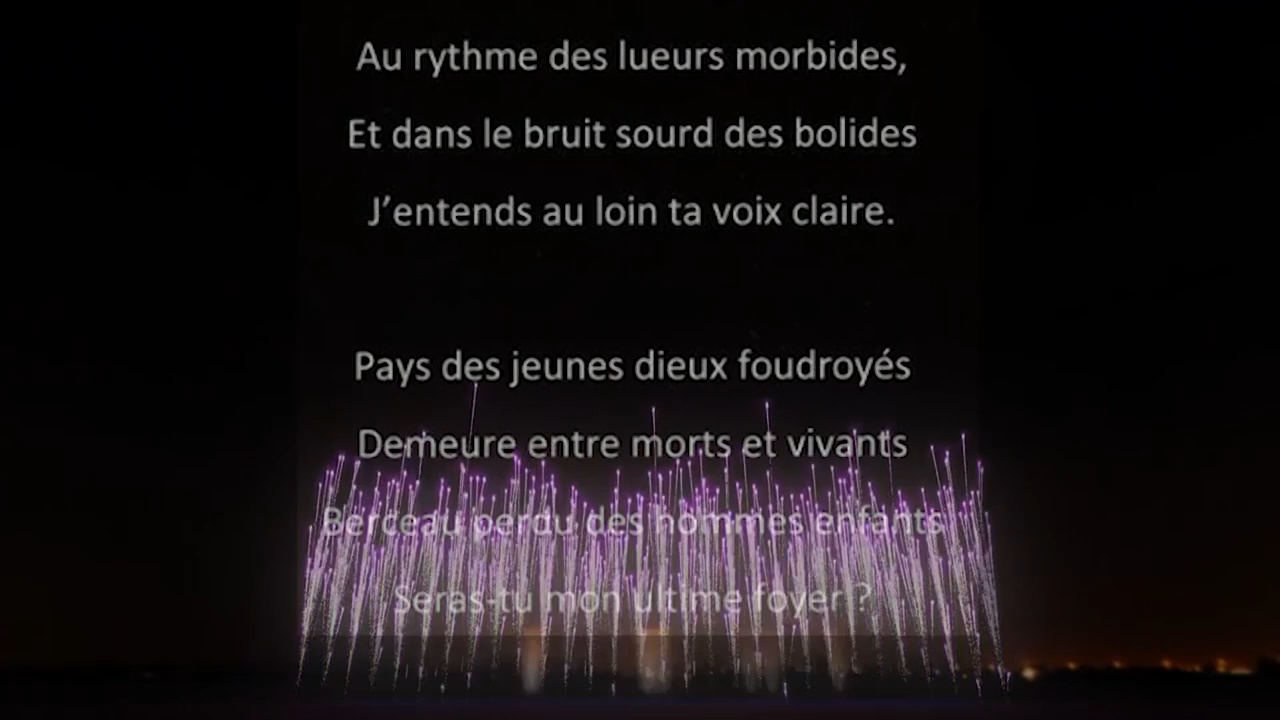 Au rythme des lueurs morbides,
Et dans le bruit sourd des bolides
J’entends au loin ta voix claire.
Pays des jeunes dieux foudroyés
Demeure entre morts et vivants
Berceau perdu des hommes enfants
Seras-tu mon ultime foyer ?